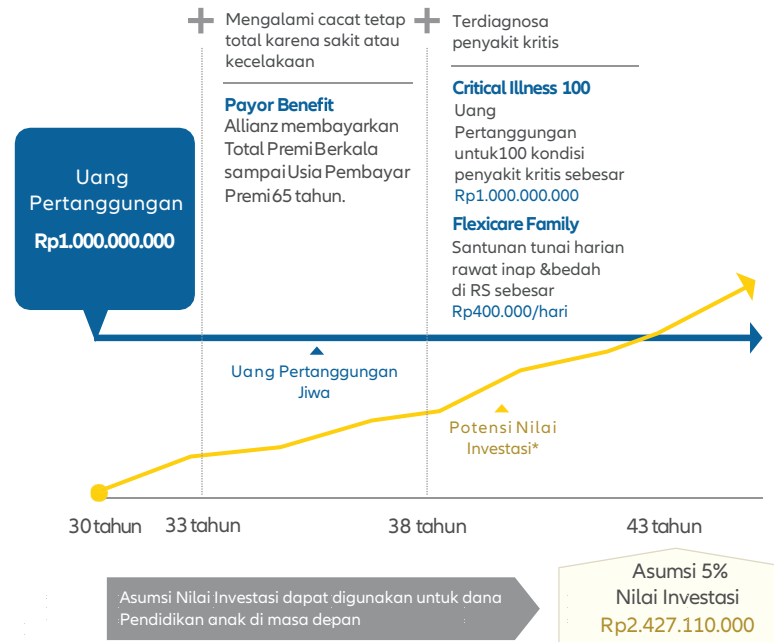 Mengalami cacat tetap
total karena sakit atau
kecelakaan
Payor Benefit
Allianz membayarkan
Total Premi Berkala
sampai Usia Pembayar
Premi 65 tahun.
Terdiagnosa
penyakit kritis
Critical Illness 100
Uang
Pertanggungan
untuk100 kondisi
penyakit kritis sebesar
Rp1.000.000.000
Flexicare Family
Santunan tunai harian
rawat inap &bedah
di RS sebesar
Rp400.000/hari
Uang
Pertanggungan
Rp1.000.000.000
Uang Pertanggungan
Jiwa
Potensi Nilai
Investasi*
30 tahun 33 tahun 38 tahun 43 tahun
Asumsi Nilai Investasi dapat digunakan untuk dana
Pendidikan anak di masa depan
Asumsi 5%
Nilai Investasi
Rp2.427.110.000